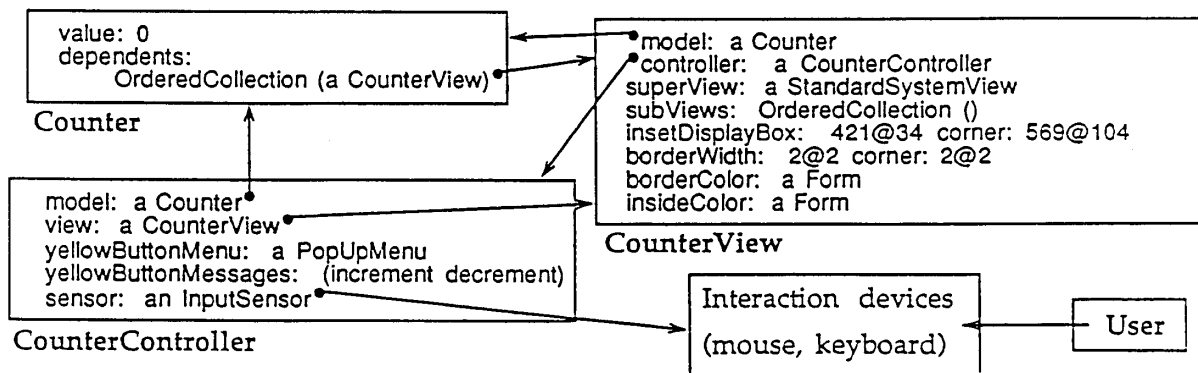 value: 0
dependents:
OrderedCollection (a CounterView)
Counter
model: a Counter
controller: a CounterController
superView: a StandardSystemView
subViews: OrderedCollection ()
insetDisplayBox: 421@34 corner: 569@104
borderWidth: 2@2 corner: 2@2
borderColor: a Form
insideColor: a Form
CounterView
model: a Counter
view: a CounterView
yellowButtonMenu: a PopUpMenu
yellowButtonMessages: (increment decrement)
sensor: an InputSensor
CounterController
Interaction devices
(mouse, keyboard)
User